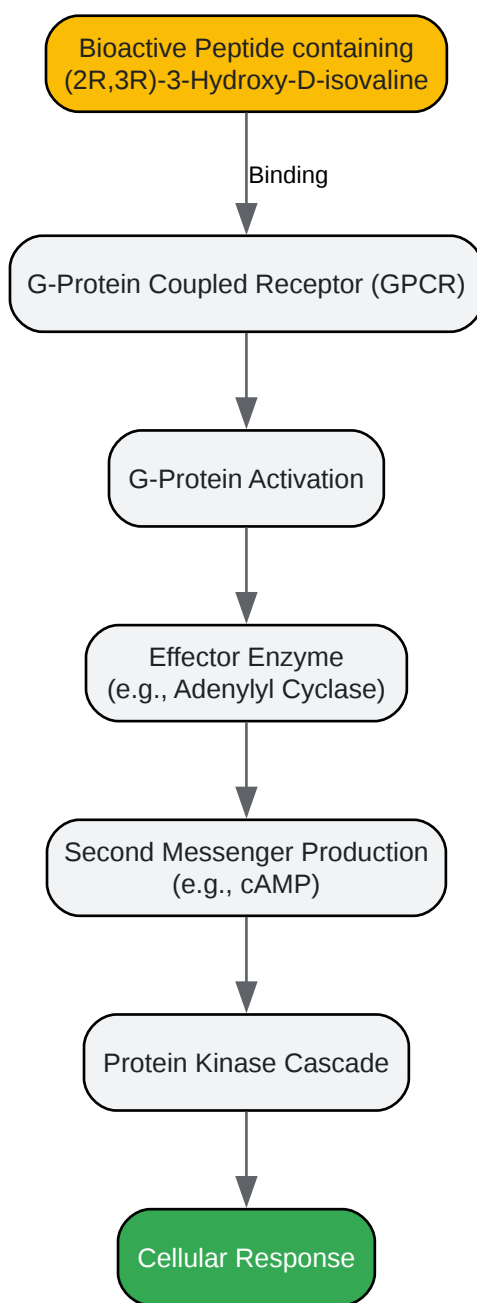 Bioactive Peptide containing
(2R,3R)-3-Hydroxy-D-isovaline
Binding
G-Protein Coupled Receptor (GPCR)
G-Protein Activation
Effector Enzyme
(e.g., Adenylyl Cyclase)
Second Messenger Production
(e.g., cAMP)
Protein Kinase Cascade
Cellular Response